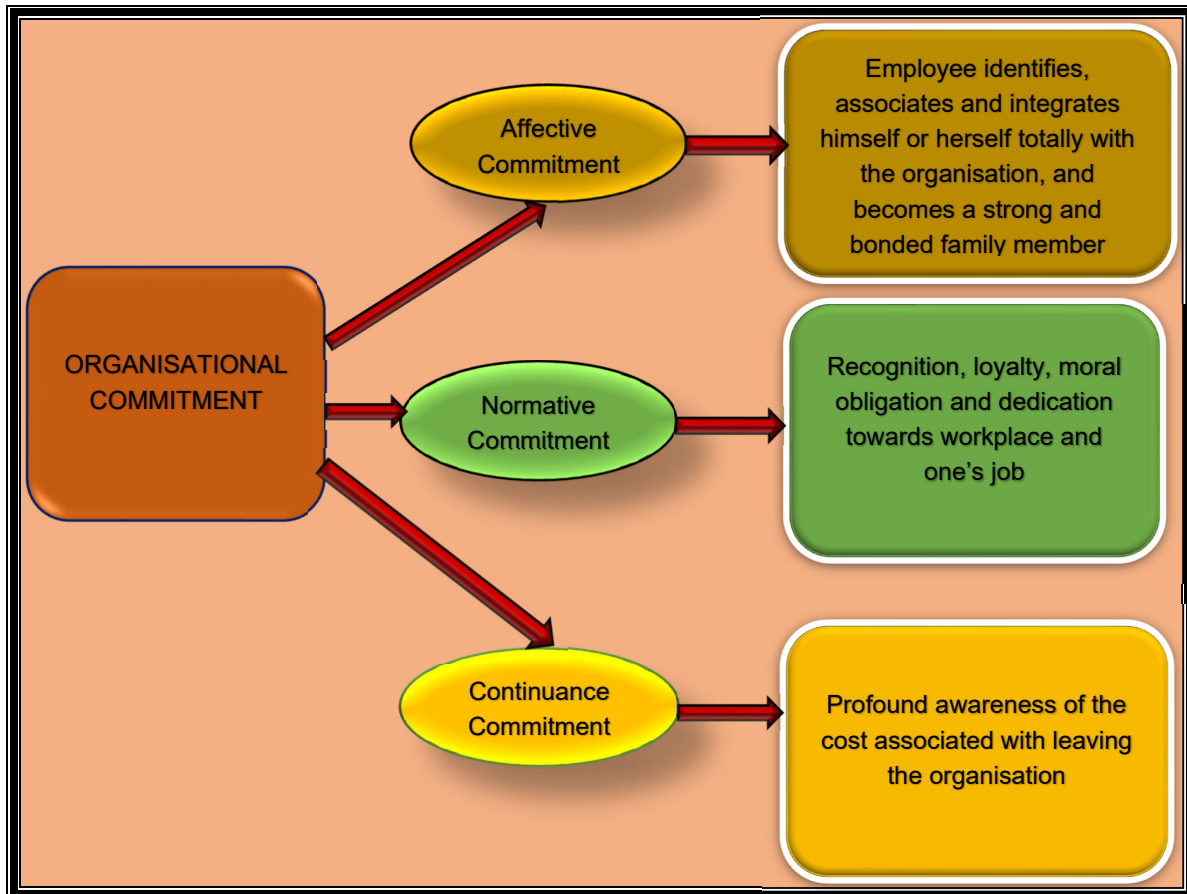 ORGANISATIONAL
COMMITMENT
Affective
Commitment
Employee identifies,
associates and integrates
himself or herself totally with
the organisation, and
becomes a strong and
bonded family member
Normative
Commitment
Recognition, loyalty, moral
obligation and dedication
towards workplace and
one’s job
Continuance
Commitment
Profound awareness of the
cost associated with leaving
the organisation